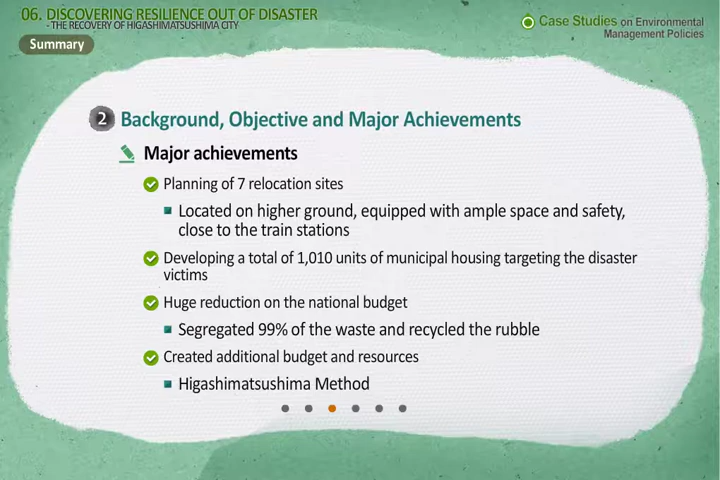 06. DISCOVERING RESILIENCE OUT OF DISASTER
- THE RECOVERY OF HIGASHIMATSUSHIMA CITY
Case Studies on Environmental
Management Policies
Summary
2 Background, Objective and Major Achievements
Major achievements
Planning of 7 relocation sites
Located on higher ground, equipped with ample space and safety,
close to the train stations
Developing a total of 1,010 units of municipal housing targeting the disaster
victims
Huge reduction on the national budget
Segregated 99% of the waste and recycled the rubble
Created additional budget and resources
Higashimatsushima Method